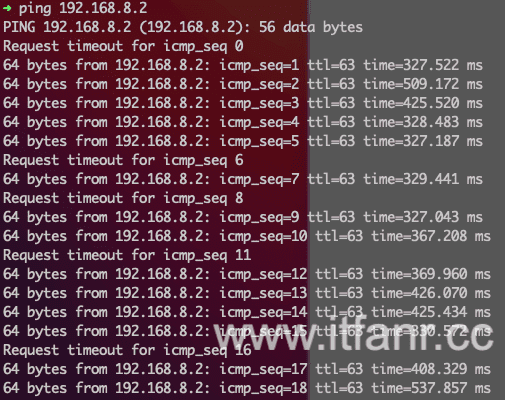 ➜ ping 192.168.8.2
PING 192.168.8.2 (192.168.8.2): 56 data bytes
Request timeout for icmp_seq 0
64 bytes from 192.168.8.2: icmp_seq=1 ttl=63 time=327.522 ms
64 bytes from 192.168.8.2: icmp_seq=2 ttl=63 time=509.172 ms
64 bytes from 192.168.8.2: icmp_seq=3 ttl=63 time=425.520 ms
64 bytes from 192.168.8.2: icmp_seq=4 ttl=63 time=328.483 ms
64 bytes from 192.168.8.2: icmp_seq=5 ttl=63 time=327.187 ms
Request timeout for icmp_seq 6
64 bytes from 192.168.8.2: icmp_seq=7 ttl=63 time=329.441 ms
Request timeout for icmp_seq 8
64 bytes from 192.168.8.2: icmp_seq=9 ttl=63 time=327.043 ms
64 bytes from 192.168.8.2: icmp_seq=10 ttl=63 time=367.208 ms
Request timeout for icmp_seq 11
64 bytes from 192.168.8.2: icmp_seq=12 ttl=63 time=369.960 ms
64 bytes from 192.168.8.2: icmp_seq=13 ttl=63 time=426.070 ms
64 bytes from 192.168.8.2: icmp_seq=14 ttl=63 time=425.434 ms
64 bytes from 192.168.8.2: icmp_seq=15 ttl=63 time=330.572 ms
www.itfanr.cc
Request timeout for icmp_seq 16
64 bytes from 192.168.8.2: icmp_seq=17 ttl=63 time=408.329 ms
64 bytes from 192.168.8.2: icmp_seq=18 ttl=63 time=537.857 ms